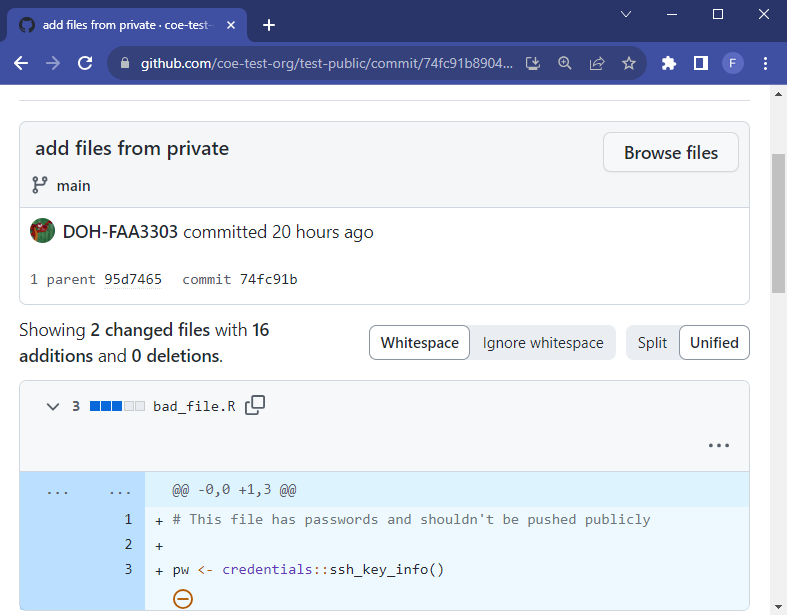 add files from private · coe-test-
github.com/coe-test-org/test-public/commit/74fc91b8904...
F
add files from private
Browse files
main
DOH-FAA3303 committed 20 hours ago
1 parent 95d7465 commit 74fc91b
Showing 2 changed files with 16
additions and 0 deletions.
Whitespace Ignore whitespace Split Unified
3 bad_file.R
...
... ... @@ -0,0 +1,3 @@
1 + # This file has passwords and shouldn't be pushed publicly
2 +
3 + pw <- credentials::ssh_key_info()